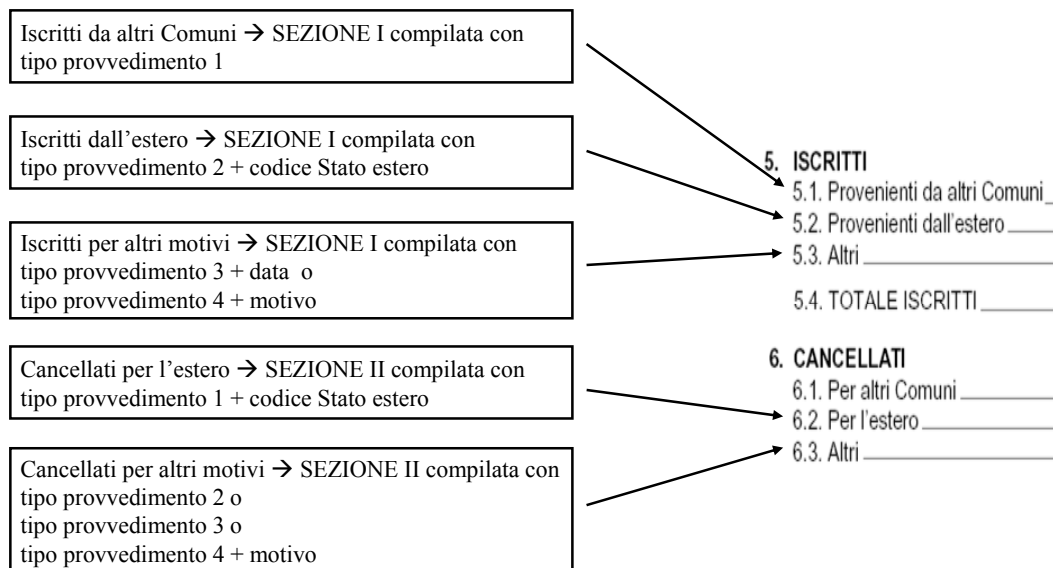 Iscritti da altri Comuni → SEZIONE I compilata con
tipo provvedimento 1
Iscritti dall’estero → SEZIONE I compilata con
tipo provvedimento 2 + codice Stato estero
Iscritti per altri motivi → SEZIONE I compilata con
tipo provvedimento 3 + data o
tipo provvedimento 4 + motivo
Cancellati per l’estero → SEZIONE II compilata con
tipo provvedimento 1 + codice Stato estero
Cancellati per altri motivi → SEZIONE II compilata con
tipo provvedimento 2 o
tipo provvedimento 3 o
tipo provvedimento 4 + motivo
5. ISCRITTI
5.1. Provenienti da altri Comuni
5.2. Provenienti dall'estero
5.3. Altri
5.4. TOTALE ISCRITTI
6. CANCELLATI
6.1. Per altri Comuni
6.2. Per l'estero
6.3. Altri